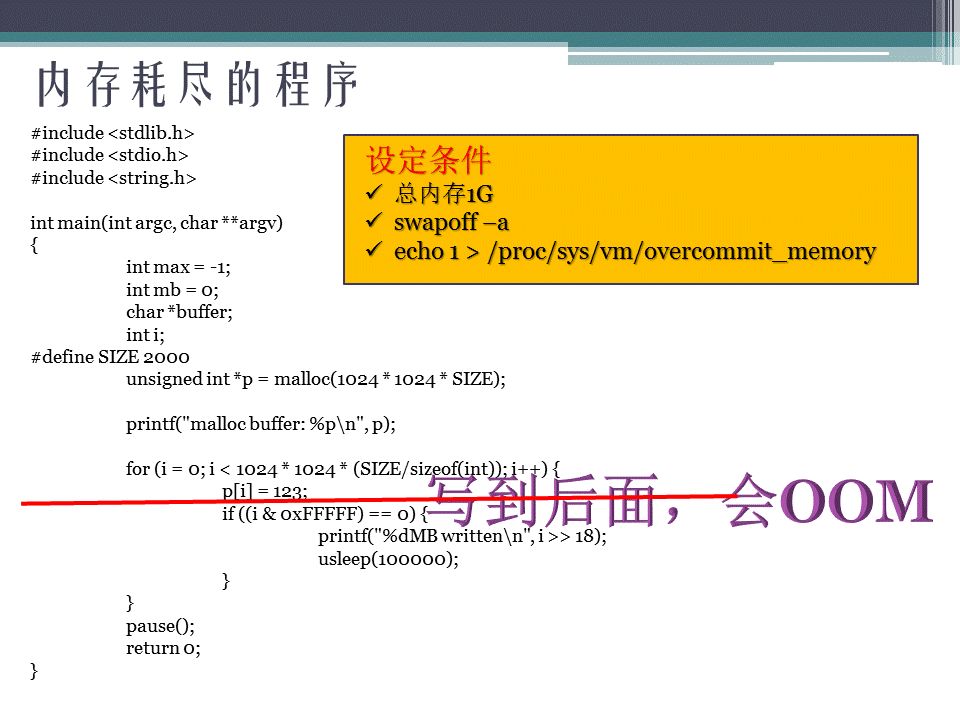 内存耗尽的程序
#include <stdlib.h>
#include <stdio.h>
#include <string.h>
int main(int argc, char **argv)
{
int max = -1;
int mb = 0;
char *buffer;
int i;
#define SIZE 2000
unsigned int *p = malloc(1024 * 1024 * SIZE);
printf("malloc buffer: %p\n", p);
for (i = 0; i < 1024 * 1024 * (SIZE/sizeof(int)); i++) {
p[i] = 123;
if ((i & 0xFFFFF) == 0) {
printf("%dMB written\n", i >> 18);
usleep(100000);
}
}
pause();
return 0;
}
设定条件
✓ 总内存1G
✓ swapoff –a
✓ echo 1 > /proc/sys/vm/overcommit_memory
写到后面，会OOM